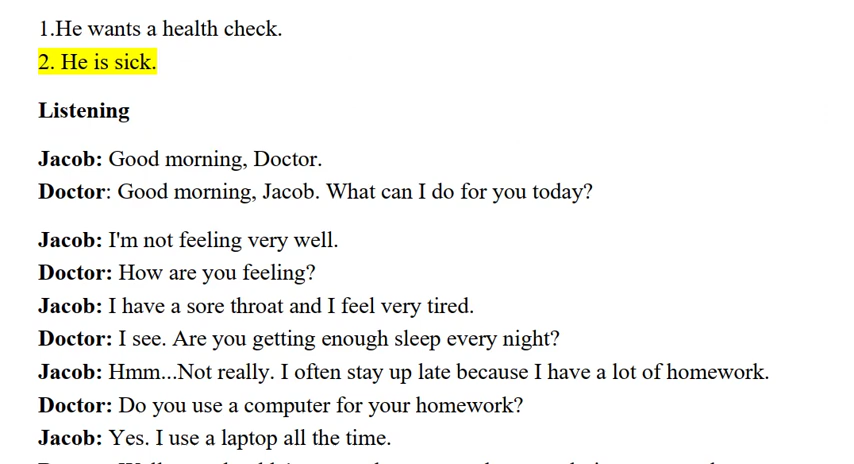 1.He wants a health check.
2. He is sick.
Listening
Jacob: Good morning, Doctor.
Doctor: Good morning, Jacob. What can I do for you today?
Jacob: I'm not feeling very well.
Doctor: How are you feeling?
Jacob: I have a sore throat and I feel very tired.
Doctor: I see. Are you getting enough sleep every night?
Jacob: Hmm...Not really. I often stay up late because I have a lot of homework.
Doctor: Do you use a computer for your homework?
Jacob: Yes. I use a laptop all the time.